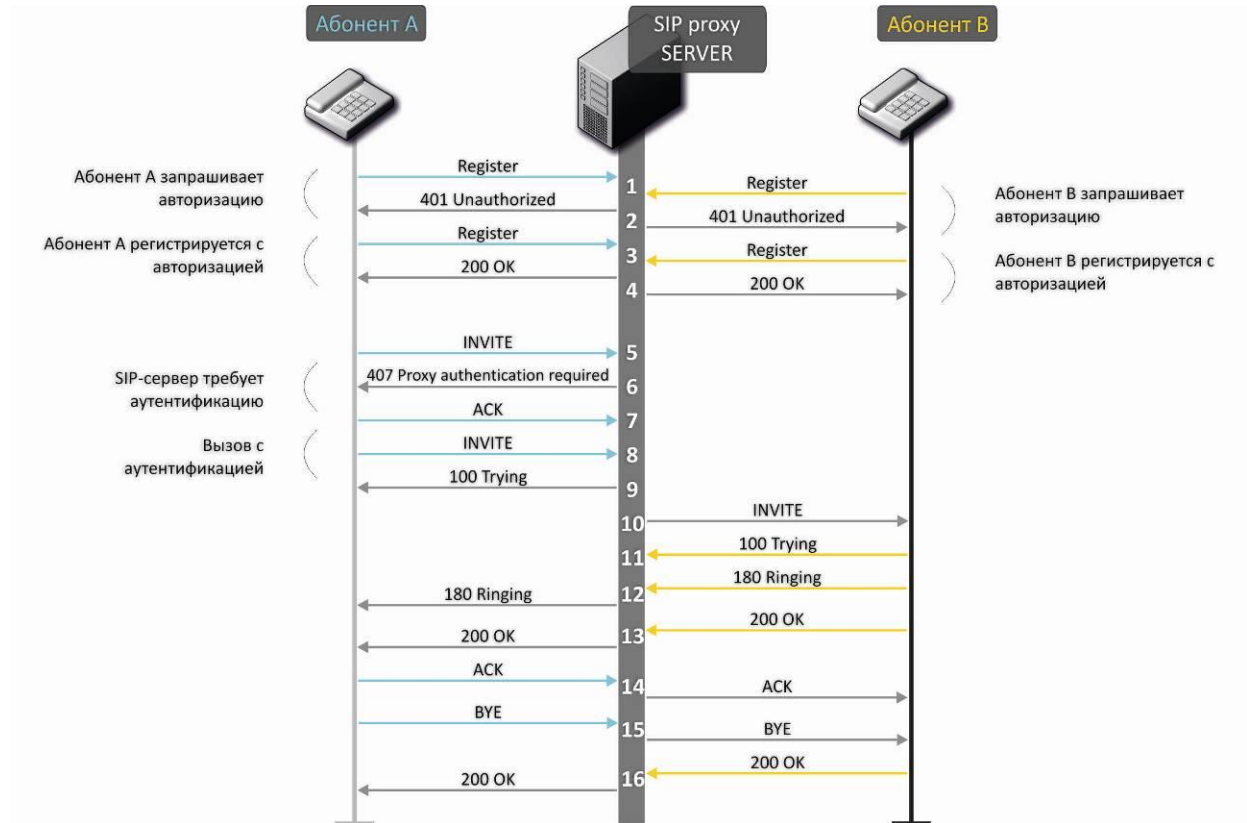 Абонент A
SIP proxy
SERVER
Абонент B
Register
Абонент A запрашивает
авторизацию
1
Register
Абонент B запрашивает
авторизацию
401 Unauthorized
2
401 Unauthorized
Register
Абонент A регистрируется с
авторизацией
3
Register
Абонент B регистрируется с
авторизацией
200 OK
4
200 OK
INVITE
5
SIP-сервер требует
аутентификацию
407 Proxy authentication required
6
ACK
7
Вызов с
аутентификацией
INVITE
8
100 Trying
9
INVITE
10
100 Trying
11
180 Ringing
12
180 Ringing
200 OK
13
200 OK
ACK
14
ACK
BYE
15
BYE
200 OK
16
200 OK